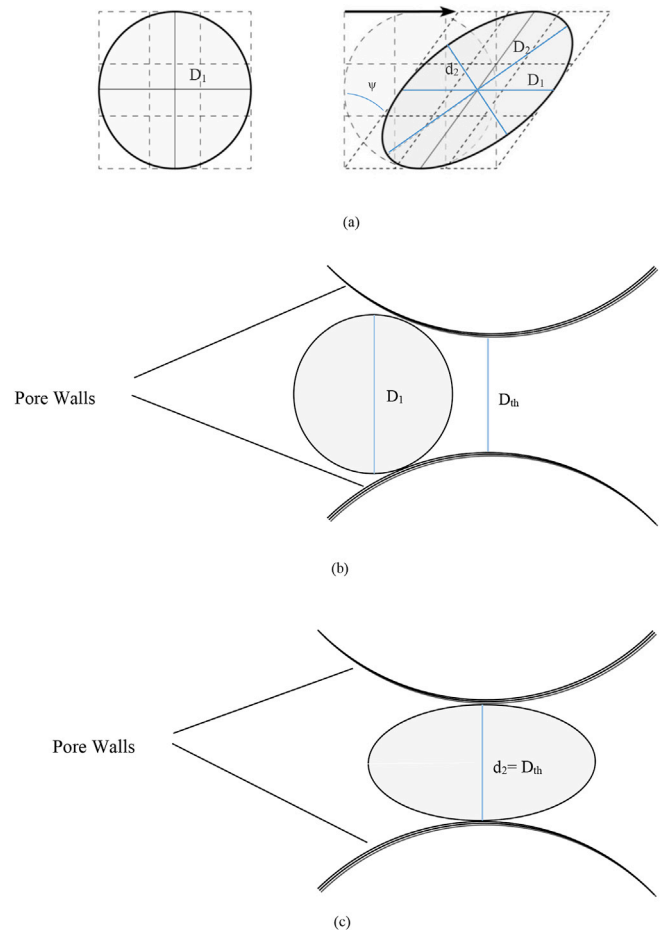 D₁
ψ
d₂
D₂
D₁
(a)
Pore Walls
D₁
Dₜₕ
(b)
Pore Walls
d₂= Dₜₕ
(c)